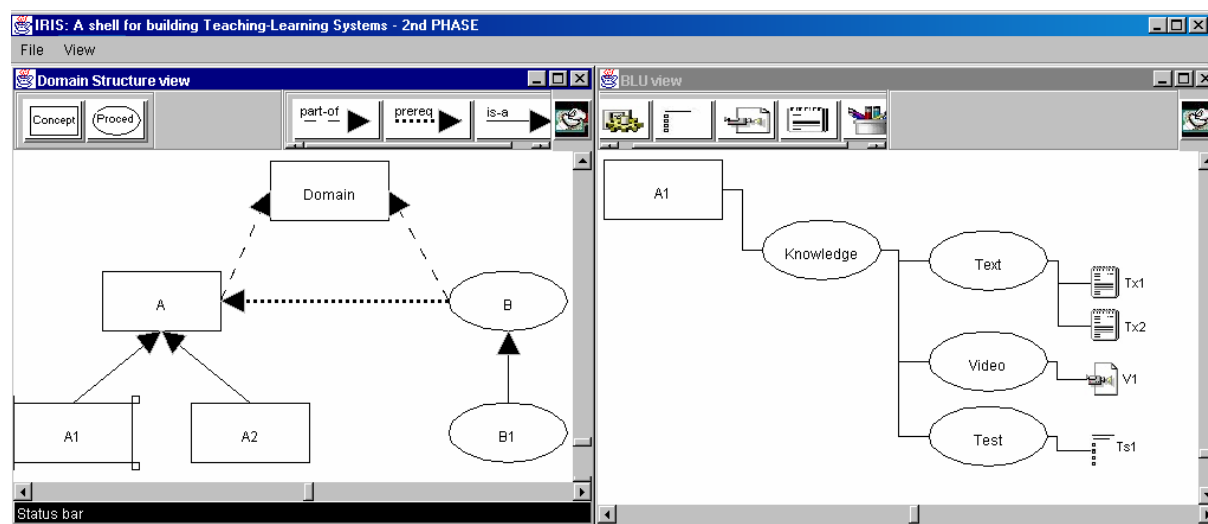 IRIS: A shell for building Teaching-Learning Systems - 2nd PHASE
File View
Domain Structure view
Concept
Proced
part-of
prereq
is-a
Domain
A
B
A1
A2
B1
Status bar
BLU view
A1
Knowledge
Text
Tx1
Tx2
Video
V1
Test
Ts1